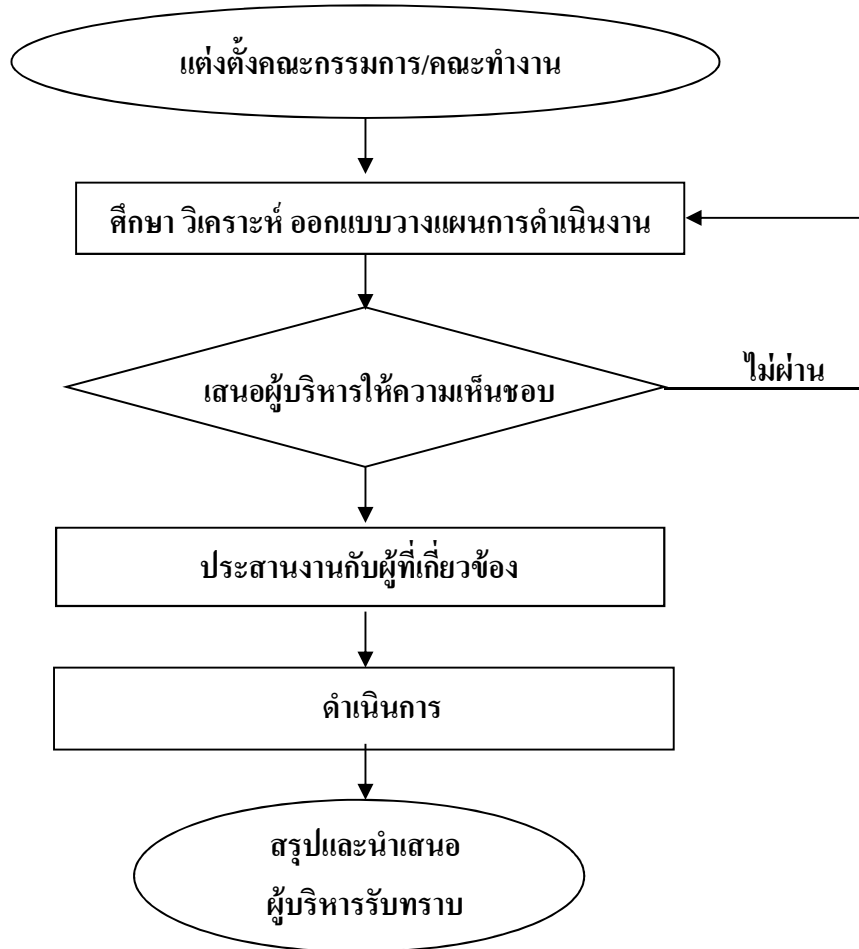 แต่งตั้งคณะกรรมการ/คณะทำงาน
ศึกษา วิเคราะห์ ออกแบบวางแผนการดำเนินงาน
ไม่ผ่าน
เสนอผู้บริหารให้ความเห็นชอบ
ประสานงานกับผู้ที่เกี่ยวข้อง
ดำเนินการ
สรุปและนำเสนอ
ผู้บริหารรับทราบ